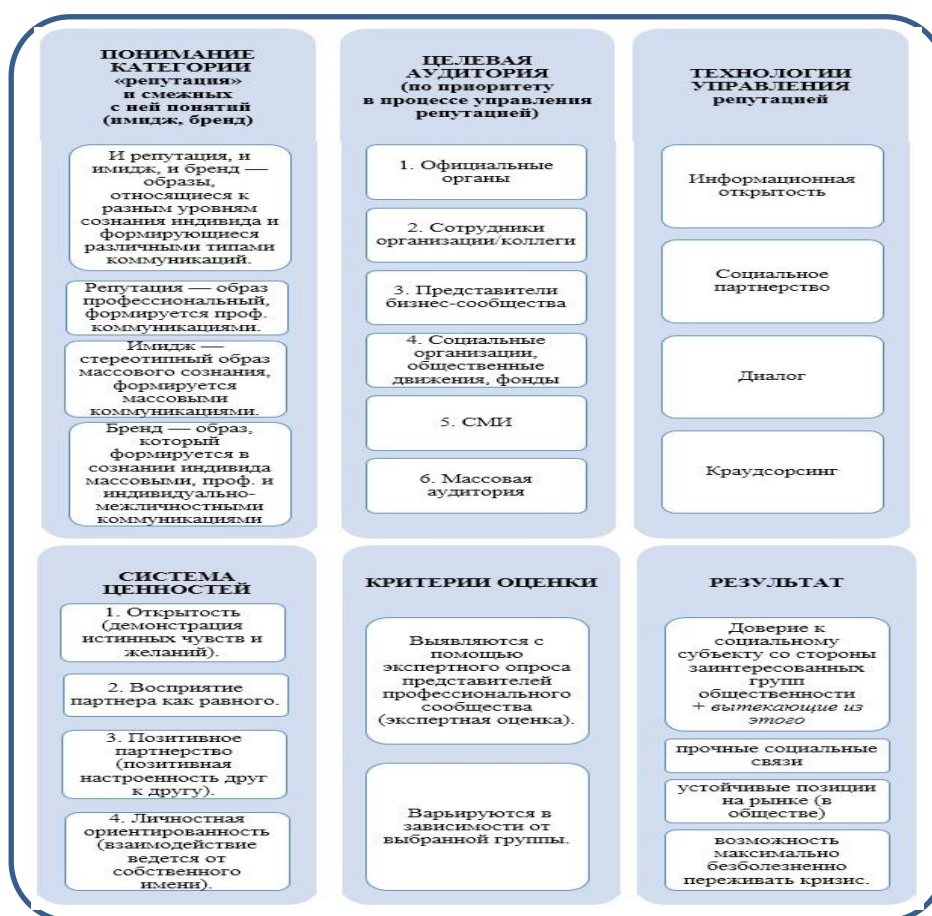 ПОНИМАНИЕ
КАТЕГОРИИ
«репутация»
и смежных
с ней понятий
(имидж, бренд)
И репутация, и
имидж, и бренд —
образы,
относящиеся к
разным уровням
сознания индивида и
формирующиеся
различными типами
коммуникаций.
Репутация — образ
профессиональный,
формируется проф.
коммуникациями.
Имидж —
стереотипный образ
массового сознания,
формируется
массовыми
коммуникациями.
Бренд — образ,
который
формируется в
сознании индивида
массовыми, проф. и
индивидуально-
межличностными
коммуникациями
ЦЕЛЕВАЯ
АУДИТОРИЯ
(по приоритету
в процессе управления
репутацией)
1. Официальные
органы
2. Сотрудники
организации/коллеги
3. Представители
бизнес-сообщества
4. Социальные
организации,
общественные
движения, фонды
5. СМИ
6. Массовая
аудитория
ТЕХНОЛОГИИ
УПРАВЛЕНИЯ
репутацией
Информационная
открытость
Социальное
партнерство
Диалог
Краудсорсинг
СИСТЕМА
ЦЕННОСТЕЙ
1. Открытость
(демонстрация
истинных чувств и
желаний).
2. Восприятие
партнера как равного.
3. Позитивное
партнерство
(позитивная
настроенность друг
к другу).
4. Личностная
ориентированность
(взаимодействие
ведется от
собственного
имени).
КРИТЕРИИ ОЦЕНКИ
Выявляются с
помощью
экспертного опроса
представителей
профессионального
сообщества
(экспертная оценка).
Варьируются в
зависимости от
выбранной группы.
РЕЗУЛЬТАТ
Доверие к
социальному
субъекту со стороны
заинтересованных
групп
общественности
+ вытекающие из
этого
прочные социальные
связи
устойчивые позиции
на рынке (в
обществе)
возможность
максимально
безболезненно
переживать кризис.